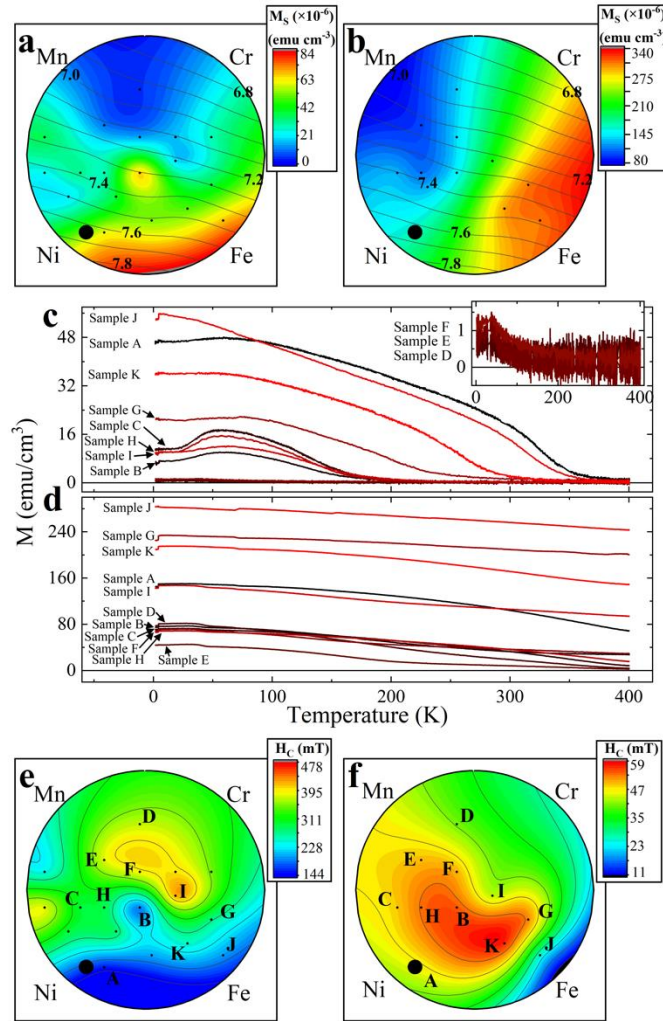 a
Mn
Cr
Ni
Fe
7.0
6.8
7.2
7.4
7.6
7.8
M_S (×10⁻⁶)
(emu cm⁻³)
84
63
42
21
0
b
Mn
Cr
Ni
Fe
7.0
6.8
7.2
7.4
7.6
7.8
M_S (×10⁻⁶)
(emu cm⁻³)
340
275
210
145
80
c
Sample J
Sample A
Sample K
Sample G
Sample C
Sample H
Sample I
Sample B
48
32
16
0
Sample F
Sample E
Sample D
1
0
0 200 400
M (emu/cm³)
d
Sample J
Sample G
Sample K
Sample A
Sample I
Sample D
Sample B
Sample C
Sample F
Sample H
Sample E
240
160
80
0
0 100 200 300 400
Temperature (K)
e
Mn
Cr
Ni
Fe
D
E
F
I
C
H
B
G
K
J
A
H_C (mT)
478
395
311
228
144
f
Mn
Cr
Ni
Fe
D
E
F
I
C
H
B
G
K
J
A
H_C (mT)
59
47
35
23
11